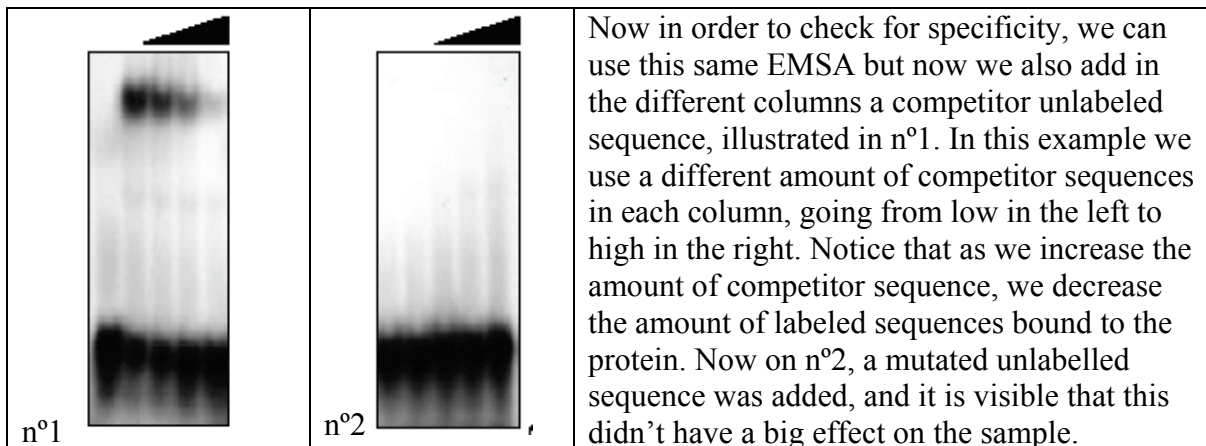 Now in order to check for specificity, we can
use this same EMSA but now we also add in
the different columns a competitor unlabeled
sequence, illustrated in nº1. In this example we
use a different amount of competitor sequences
in each column, going from low in the left to
high in the right. Notice that as we increase the
amount of competitor sequence, we decrease
the amount of labeled sequences bound to the
protein. Now on nº2, a mutated unlabelled
sequence was added, and it is visible that this
didn’t have a big effect on the sample.
nº1
nº2